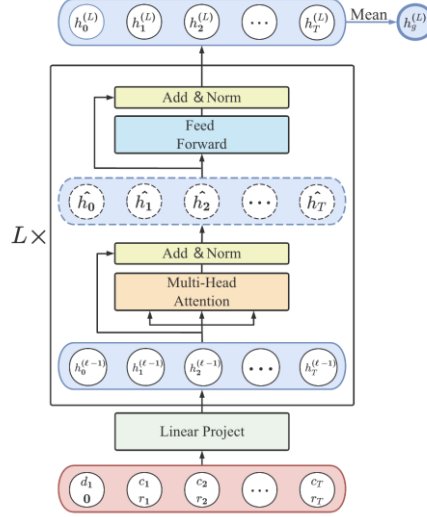 h_0^{(L)} h_1^{(L)} h_2^{(L)} ⋯ h_T^{(L)} Mean h_g^{(L)}
Add & Norm
Feed
Forward
ĥ_0 ĥ_1 ĥ_2 ⋯ ĥ_T
L×
Add & Norm
Multi-Head
Attention
h_0^{(ℓ-1)} h_1^{(ℓ-1)} h_2^{(ℓ-1)} ⋯ h_T^{(ℓ-1)}
Linear Project
d_1 c_1 c_2 ⋯ c_T
0 r_1 r_2 r_T